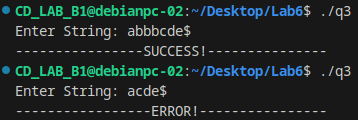 CD_LAB_B1@debianpc-02:~/Desktop/Lab6$ ./q3
Enter String: abbbcde$
----------------SUCCESS!---------------
CD_LAB_B1@debianpc-02:~/Desktop/Lab6$ ./q3
Enter String: acde$
-----------------ERROR!----------------